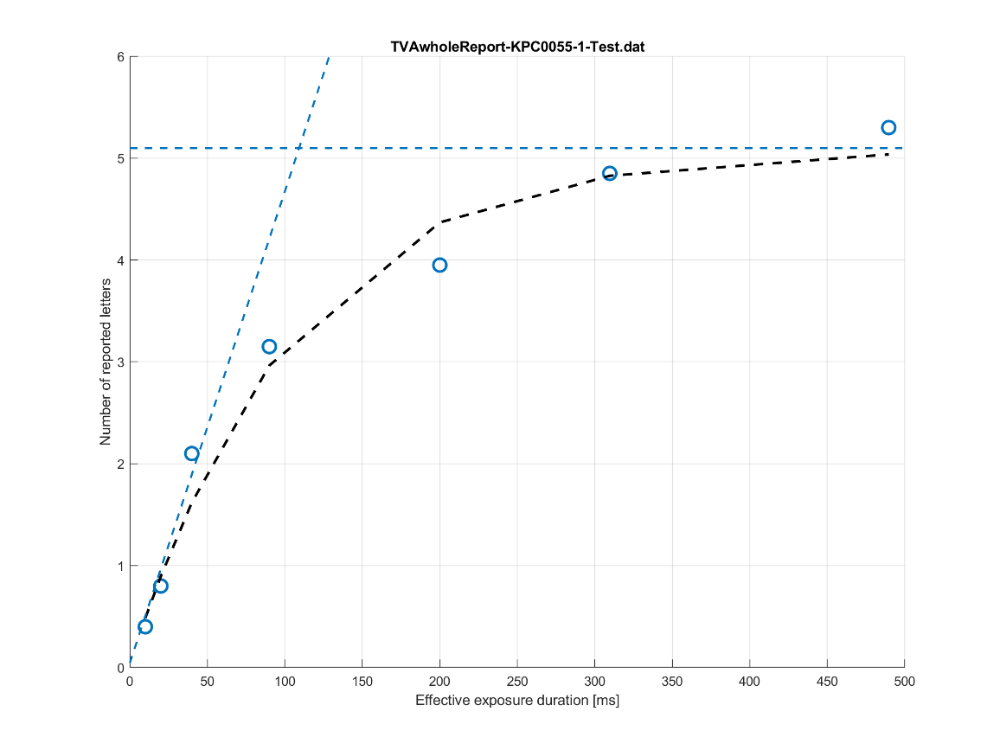 TVAwholeReport-KPC0055-1-Test.dat
6
5
4
3
2
1
0
Number of reported letters
0 50 100 150 200 250 300 350 400 450 500
Effective exposure duration [ms]